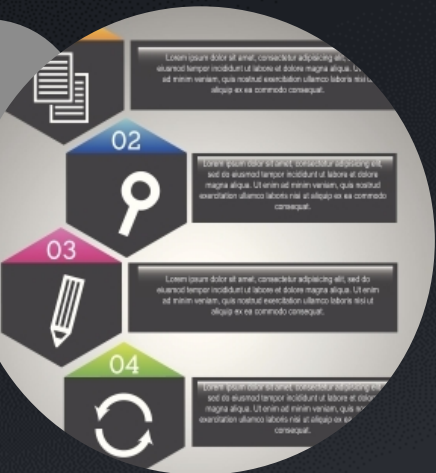 Lorem ipsum dolor sit amet, consectetur adipisicing elit,
eiusmod tempor incididunt ut labore et dolore magna aliqua.
ad minim veniam, quis nostrud exercitation ullamco laboris nisi
aliquip ex ea commodo consequat.
02
Lorem ipsum dolor sit amet, consectetur adipisicing elit,
sed do eiusmod tempor incididunt ut labore et dolore
magna aliqua. Ut enim ad minim veniam, quis nostrud
exercitation ullamco laboris nisi ut aliquip ex ea commodo
consequat.
03
Lorem ipsum dolor sit amet, consectetur adipisicing elit, sed do
eiusmod tempor incididunt ut labore et dolore magna aliqua. Ut enim
ad minim veniam, quis nostrud exercitation ullamco laboris nisi ut
aliquip ex ea commodo consequat.
04
Lorem ipsum dolor sit amet, consectetur adipisicing
sed do eiusmod tempor incididunt ut labore et
magna aliqua. Ut enim ad minim veniam, quis
exercitation ullamco laboris nisi ut aliquip ex ea
consequat.